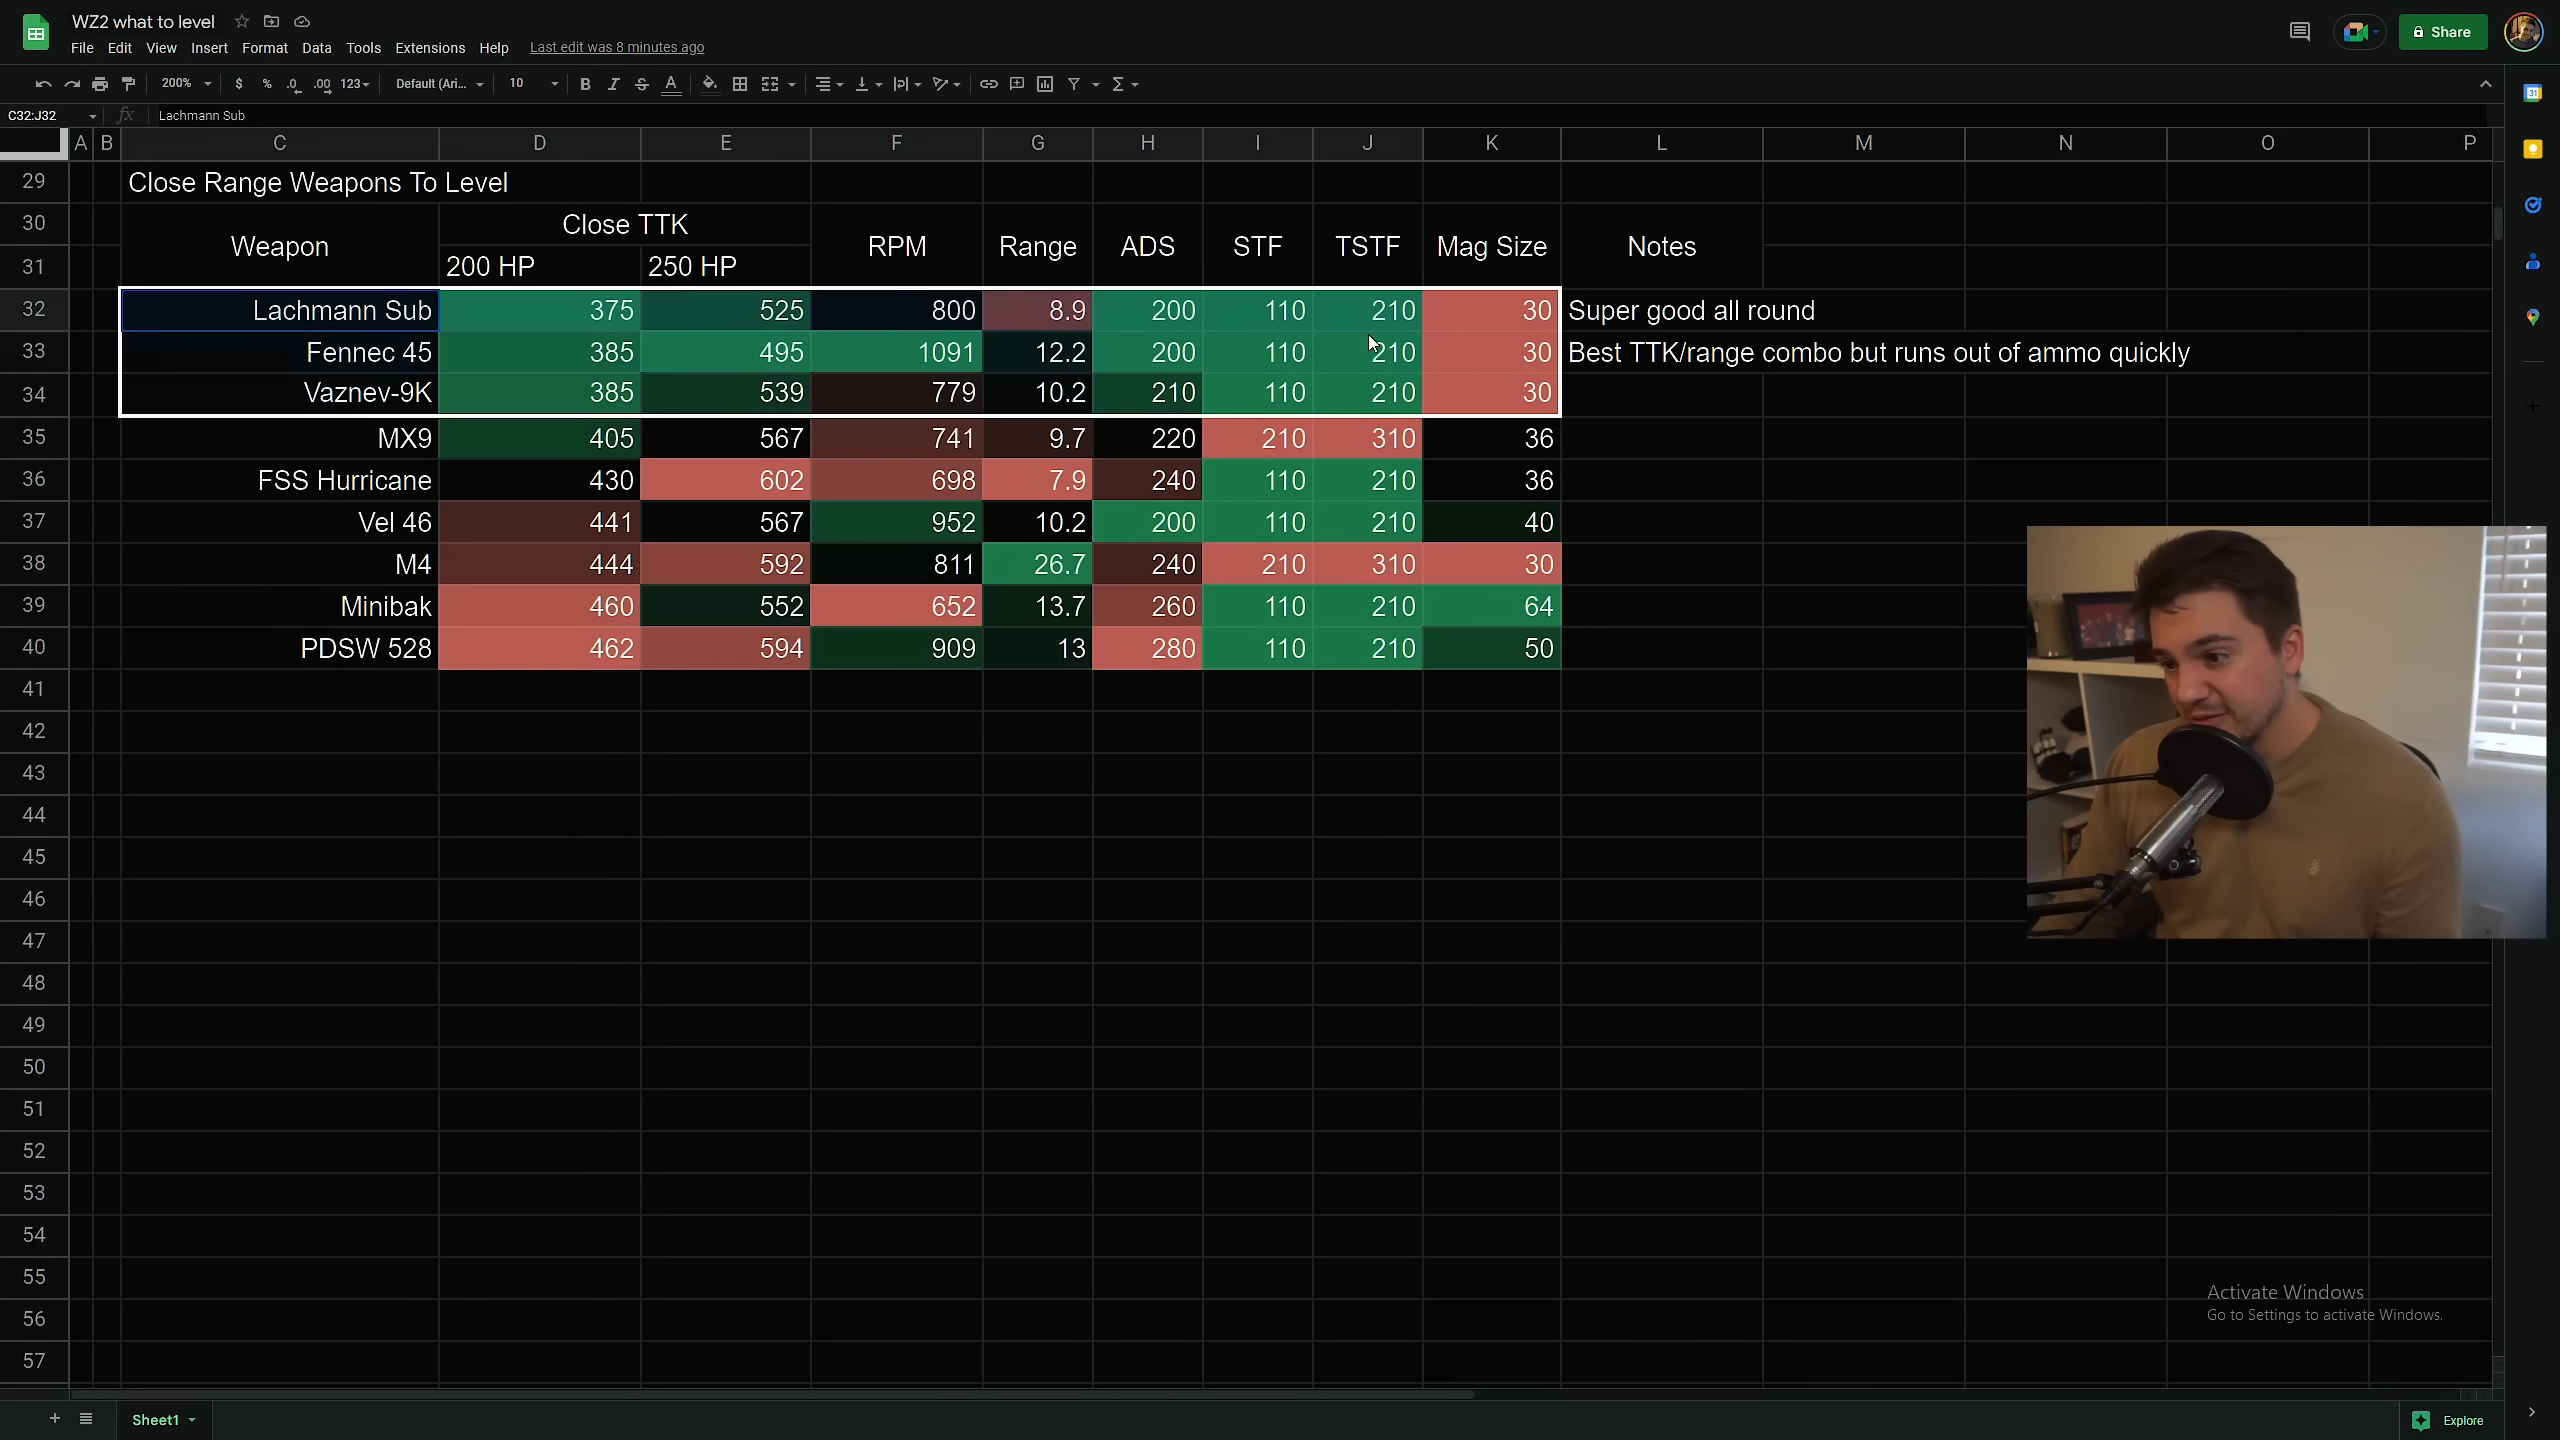 WZ2 what to level
File Edit View Insert Format Data Tools Extensions Help Last edit was 8 minutes ago
Share
200% $ % .0 .00 123 Default (Ari... 10 B I S A
C32:J32 fx Lachmann Sub
A B C D E F G H I J K L M N O P
29 Close Range Weapons To Level
30 Weapon Close TTK RPM Range ADS STF TSTF Mag Size Notes
31 200 HP 250 HP
32 Lachmann Sub 375 525 800 8.9 200 110 210 30 Super good all round
33 Fennec 45 385 495 1091 12.2 200 110 210 30 Best TTK/range combo but runs out of ammo quickly
34 Vaznev-9K 385 539 779 10.2 210 110 210 30
35 MX9 405 567 741 9.7 220 210 310 36
36 FSS Hurricane 430 602 698 7.9 240 110 210 36
37 Vel 46 441 567 952 10.2 200 110 210 40
38 M4 444 592 811 26.7 240 210 310 30
39 Minibak 460 552 652 13.7 260 110 210 64
40 PDSW 528 462 594 909 13 280 110 210 50
41
42
43
44
45
46
47
48
49
50
51
52
53
54
55
56
57
Activate Windows
Go to Settings to activate Windows.
Sheet1
Explore